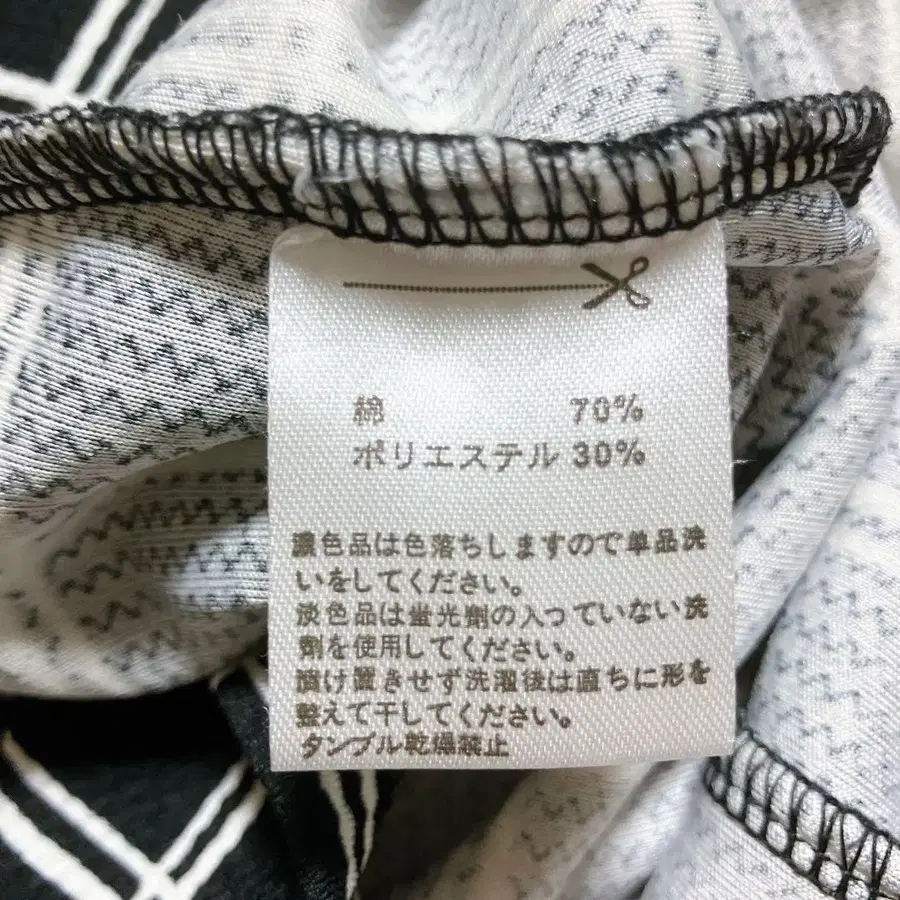 綿 70%
ポリエステル 30%
濃色品は色落ちしますので単品洗
いをしてください。
淡色品は蛍光剤の入っていない洗
剤を使用してください。
漬け置きせず洗濯後は直ちに形を
整えて干してください。
タンブル乾燥禁止